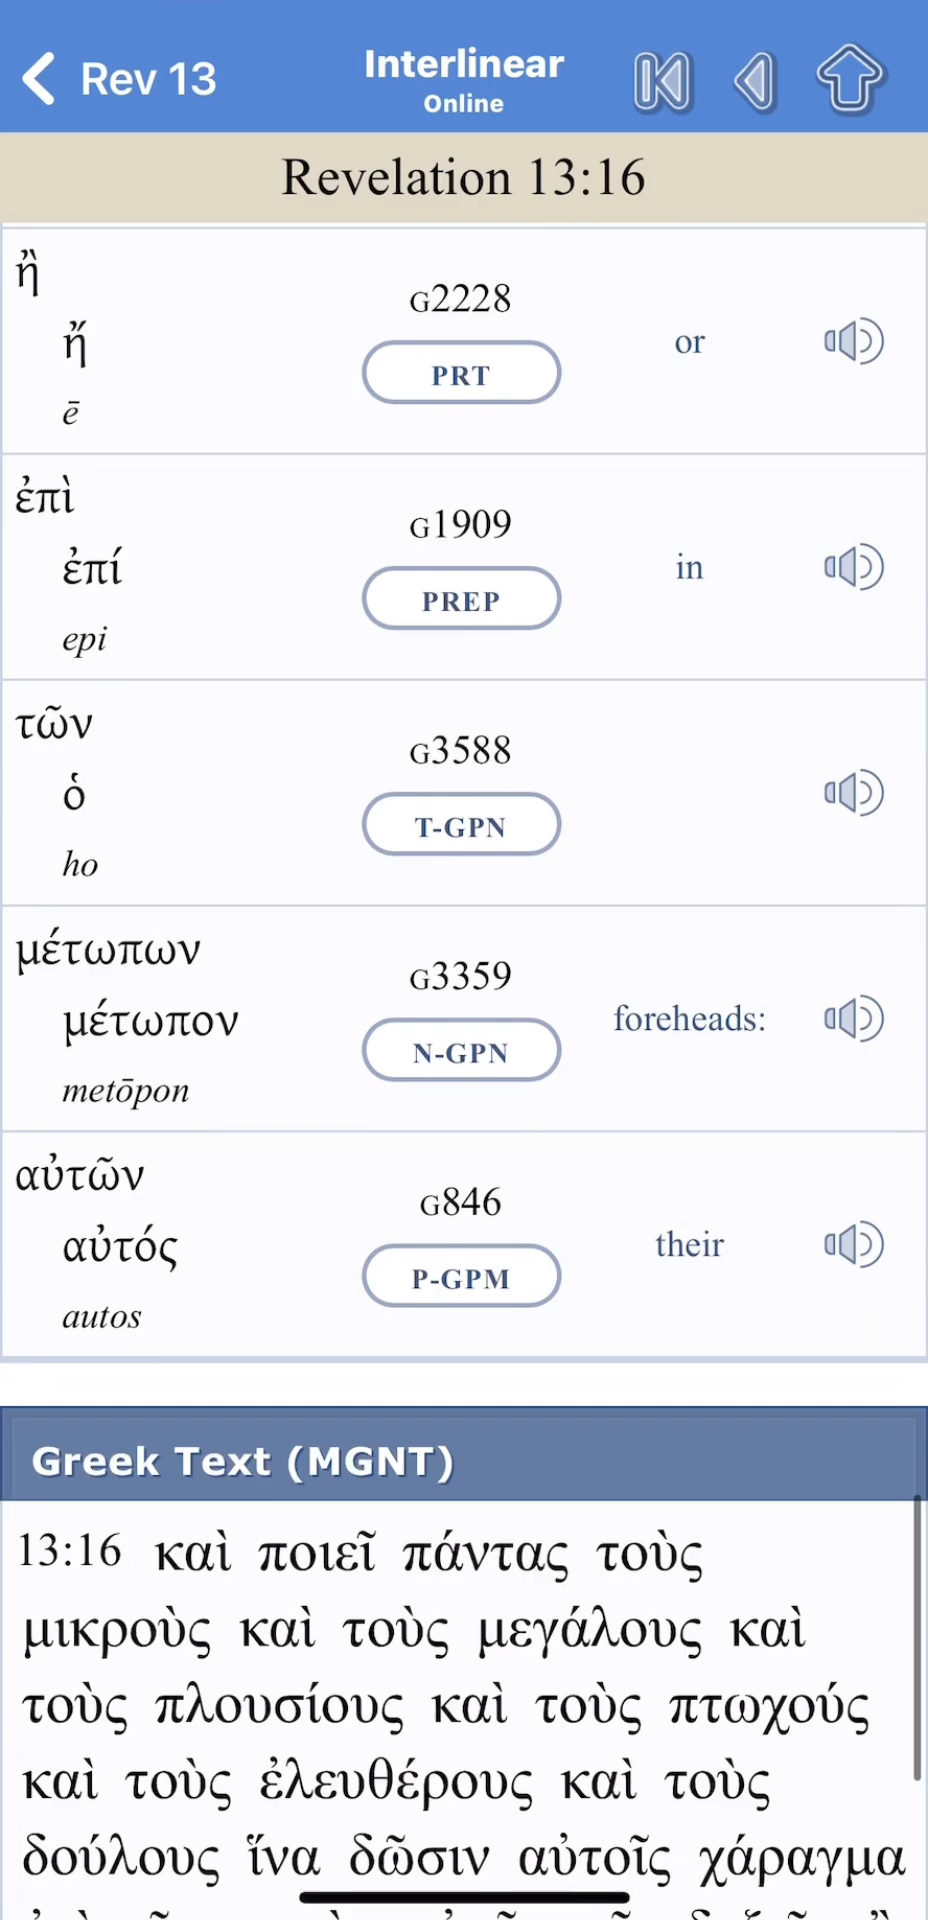 Rev 13
Interlinear
Online
Revelation 13:16
ἢ
ἤ
ē
G2228
PRT
or
ἐπὶ
ἐπί
epi
G1909
PREP
in
τῶν
ὁ
ho
G3588
T-GPN
μέτωπων
μέτωπον
metōpon
G3359
N-GPN
foreheads:
αὐτῶν
αὐτός
autos
G846
P-GPM
their
Greek Text (MGNT)
13:16 καὶ ποιεῖ πάντας τοὺς
μικροὺς καὶ τοὺς μεγάλους καὶ
τοὺς πλουσίους καὶ τοὺς πτωχούς
καὶ τοὺς ἐλευθέρους καὶ τοὺς
δούλους ἵνα δῶσιν αὐτοῖς χάραγμα